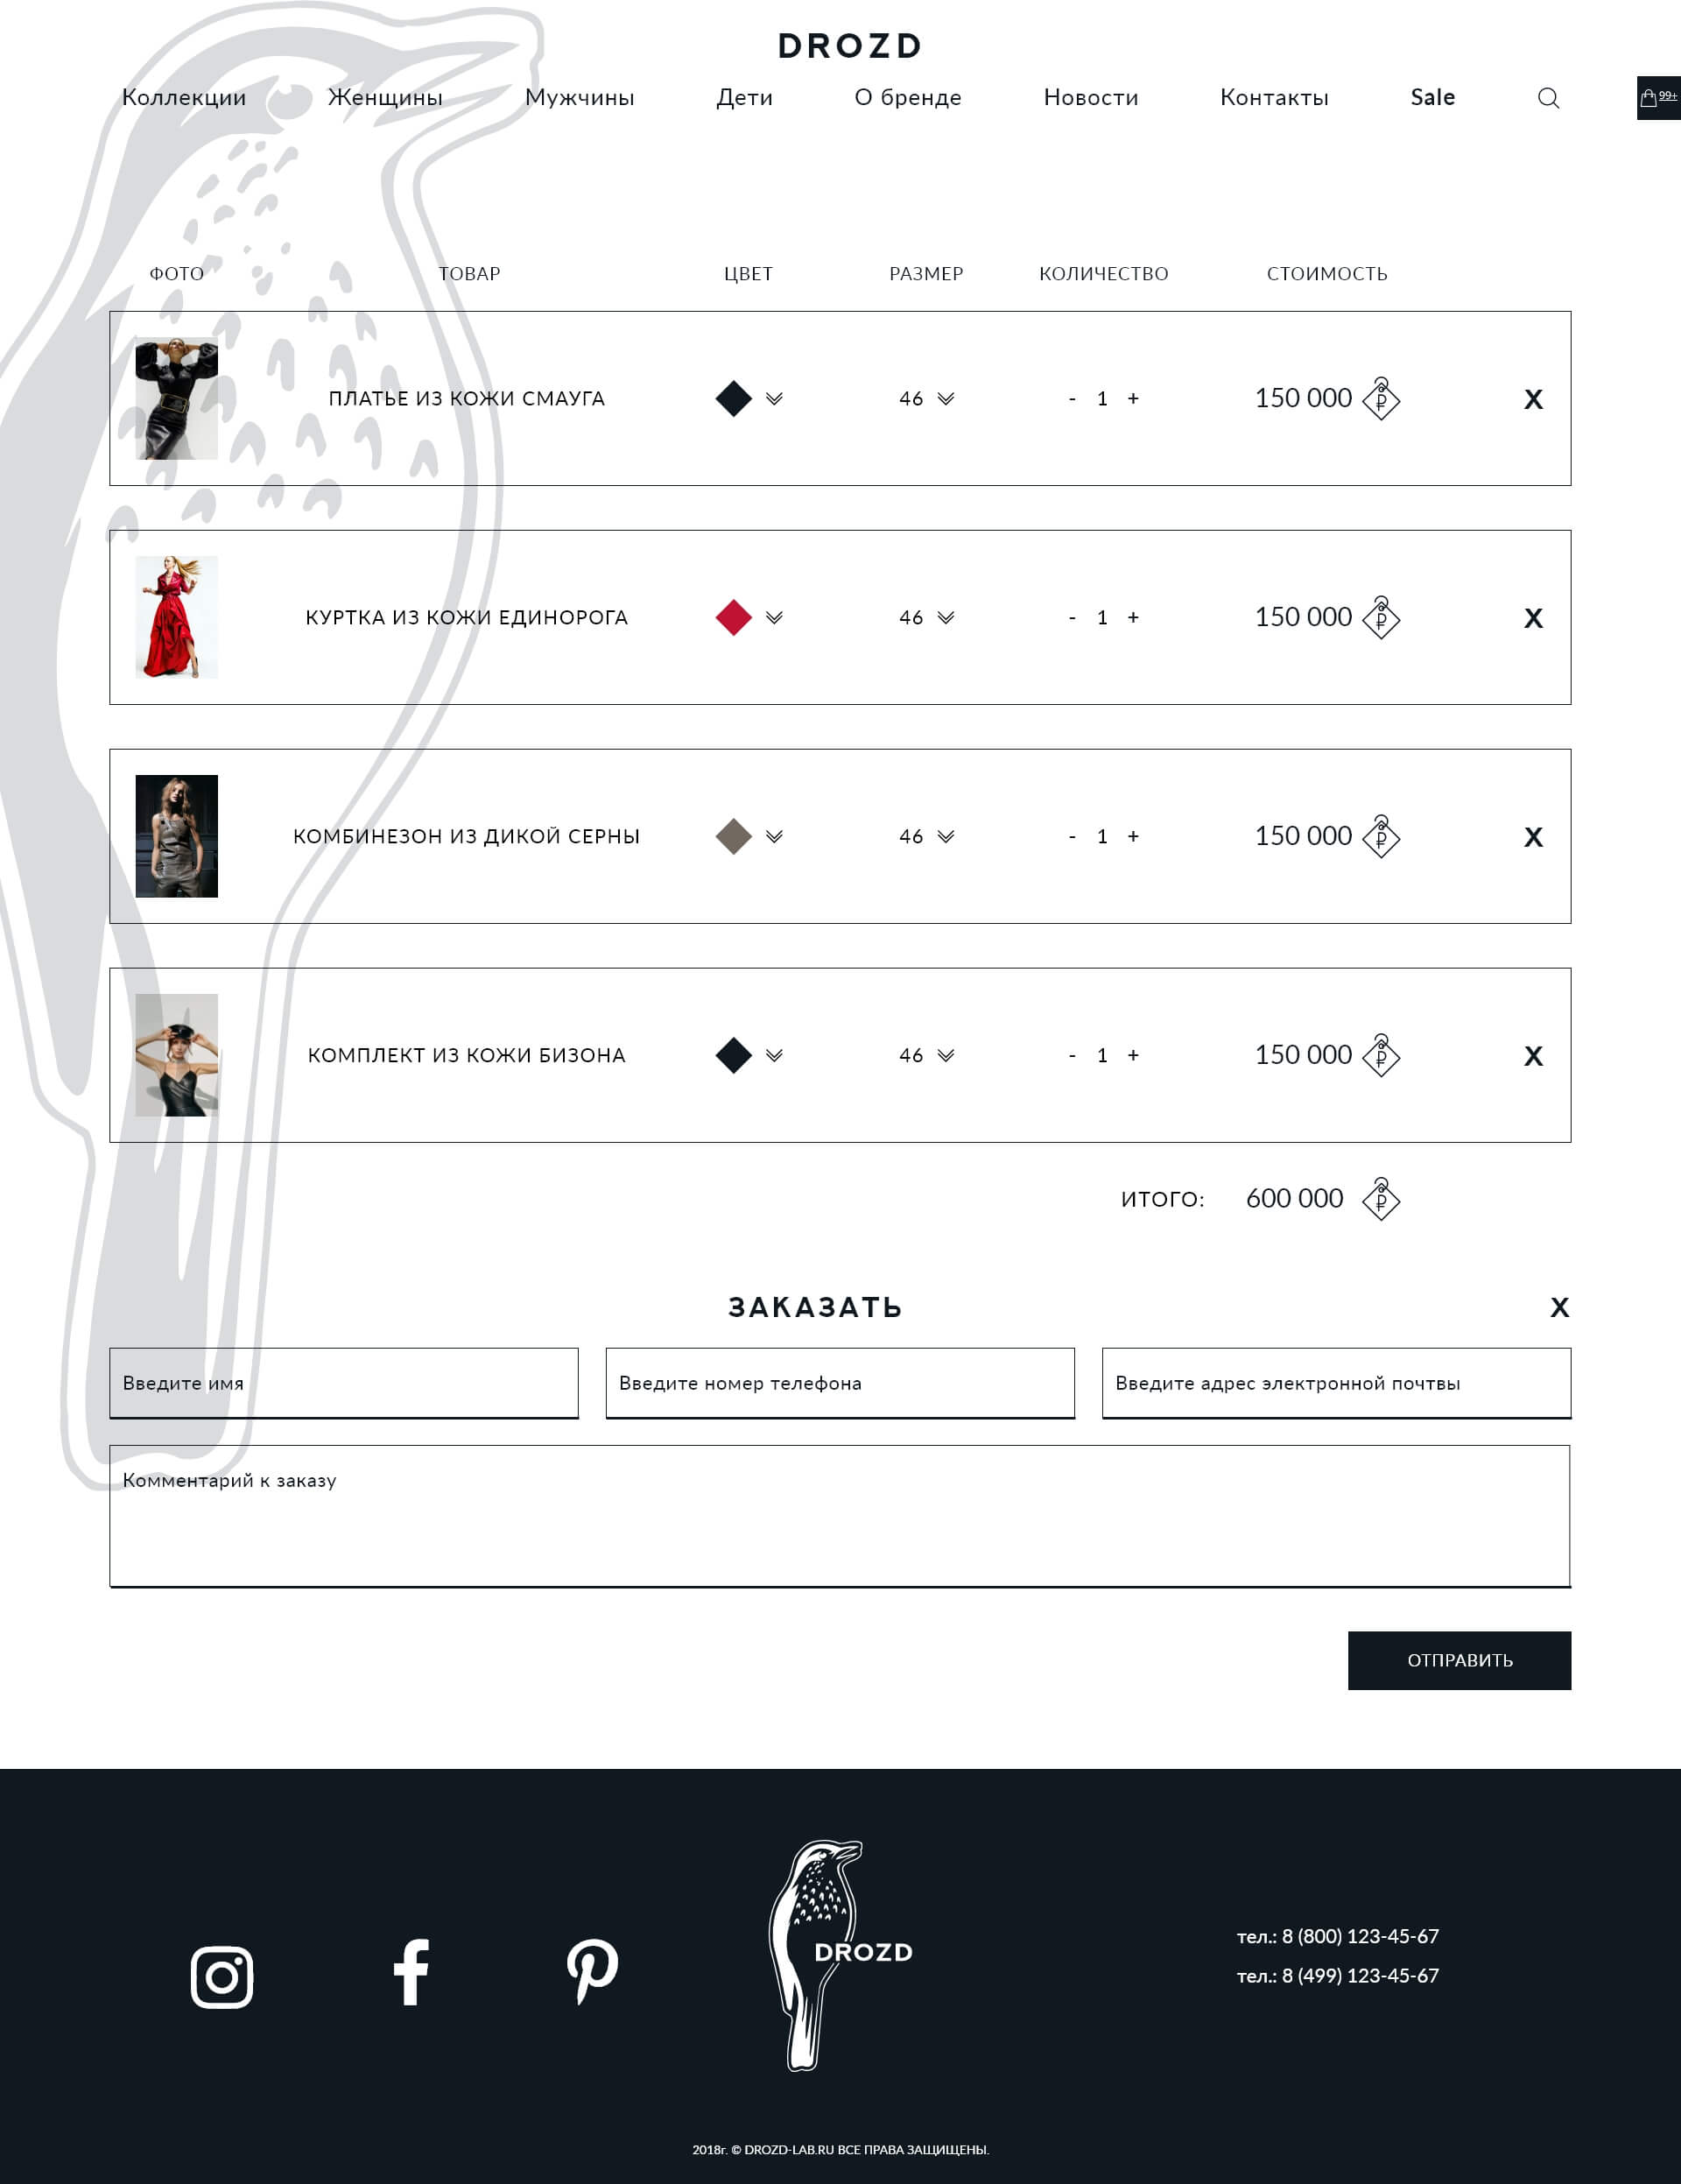 DROZD
Коллекции Женщины Мужчины Дети О бренде Новости Контакты Sale 99+
ФОТО ТОВАР ЦВЕТ РАЗМЕР КОЛИЧЕСТВО СТОИМОСТЬ
ПЛАТЬЕ ИЗ КОЖИ СМАУГА 46 - 1 + 150 000 ₽ X
КУРТКА ИЗ КОЖИ ЕДИНОРОГА 46 - 1 + 150 000 ₽ X
КОМБИНЕЗОН ИЗ ДИКОЙ СЕРНЫ 46 - 1 + 150 000 ₽ X
КОМПЛЕКТ ИЗ КОЖИ БИЗОНА 46 - 1 + 150 000 ₽ X
ИТОГО: 600 000 ₽
ЗАКАЗАТЬ X
Введите имя Введите номер телефона Введите адрес электронной почтвы
Комментарий к заказу
ОТПРАВИТЬ
DROZD
тел.: 8 (800) 123-45-67
тел.: 8 (499) 123-45-67
2018г. © DROZD-LAB.RU ВСЕ ПРАВА ЗАЩИЩЕНЫ.